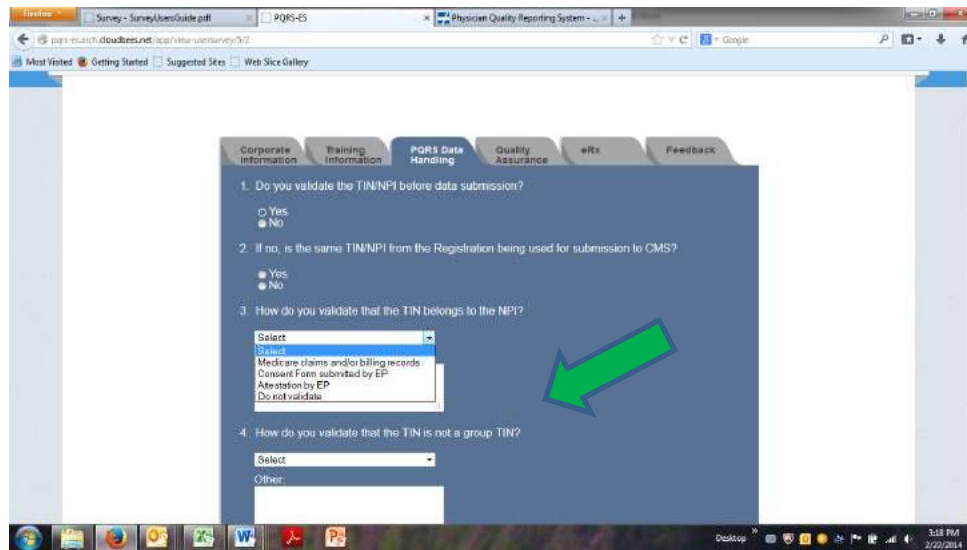 Firefox
Survey - SurveyUsersGuide.pdf
PQRS-ES
Physician Quality Reporting System - ...
Google
Most Visited Getting Started Suggested Sites Web Slice Gallery
Corporate Information
Training Information
PQRS Data Handling
Quality Assurance
eRx
Feedback
1. Do you validate the TIN/NPI before data submission?
Yes
No
2. If no, is the same TIN/NPI from the Registration being used for submission to CMS?
Yes
No
3. How do you validate that the TIN belongs to the NPI?
Select
Select
Medicare claims and/or billing records
Consent Form submitted by EP
Attestation by EP
Do not validate
4. How do you validate that the TIN is not a group TIN?
Select
Other:
Desktop
3:18 PM
2/22/2014